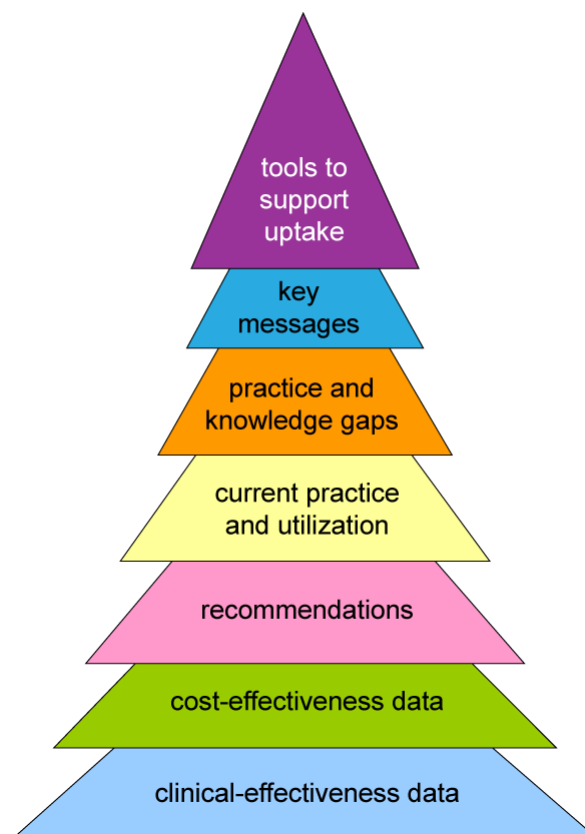 tools to
support
uptake
key
messages
practice and
knowledge gaps
current practice
and utilization
recommendations
cost-effectiveness data
clinical-effectiveness data